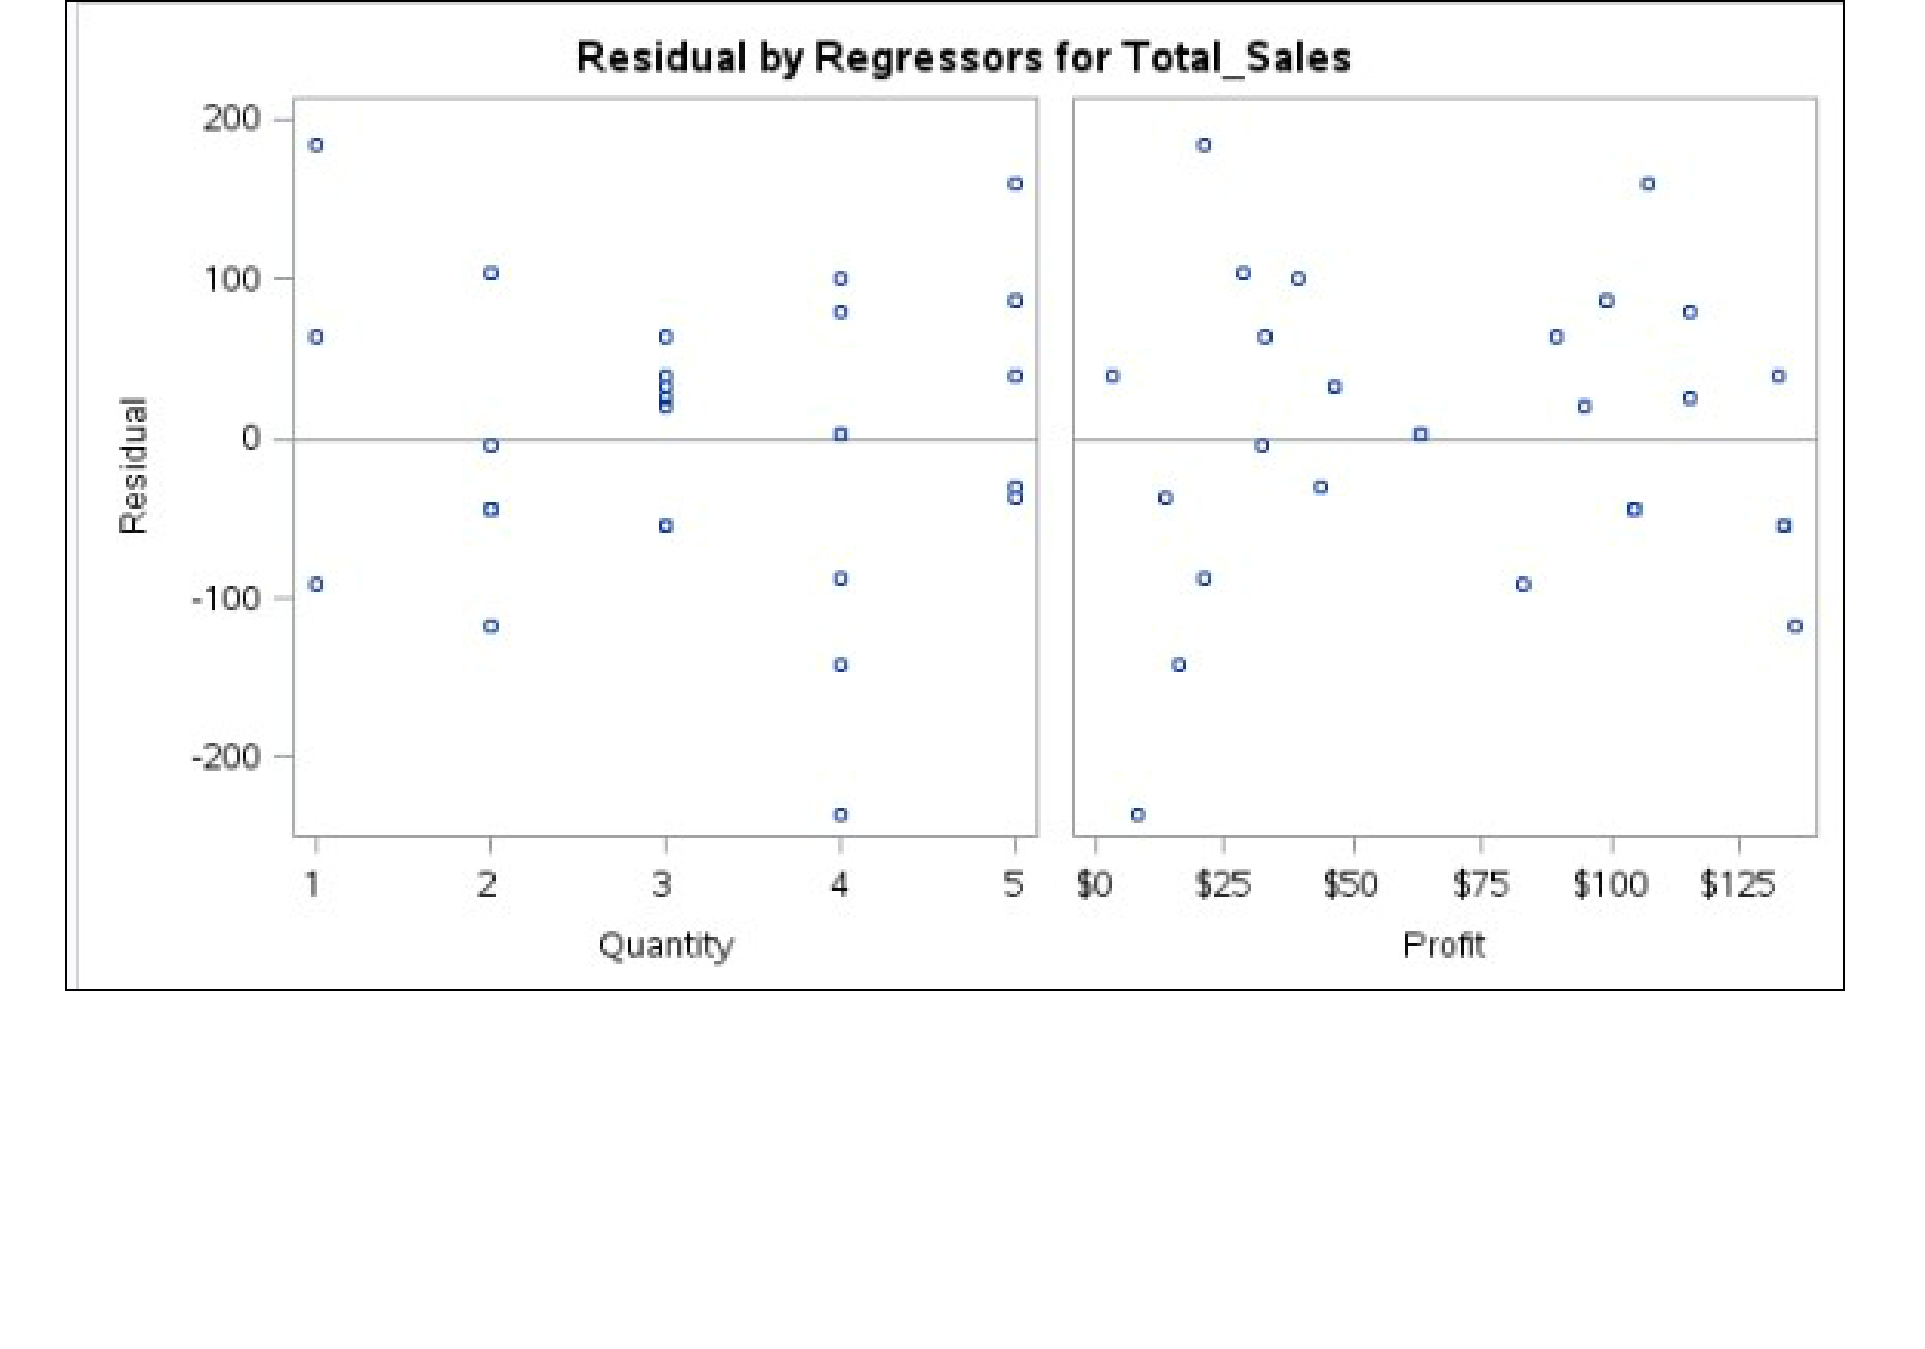 Residual by Regressors for Total_Sales
200
100
0
-100
-200
Residual
1 2 3 4 5
Quantity
$0 $25 $50 $75 $100 $125
Profit